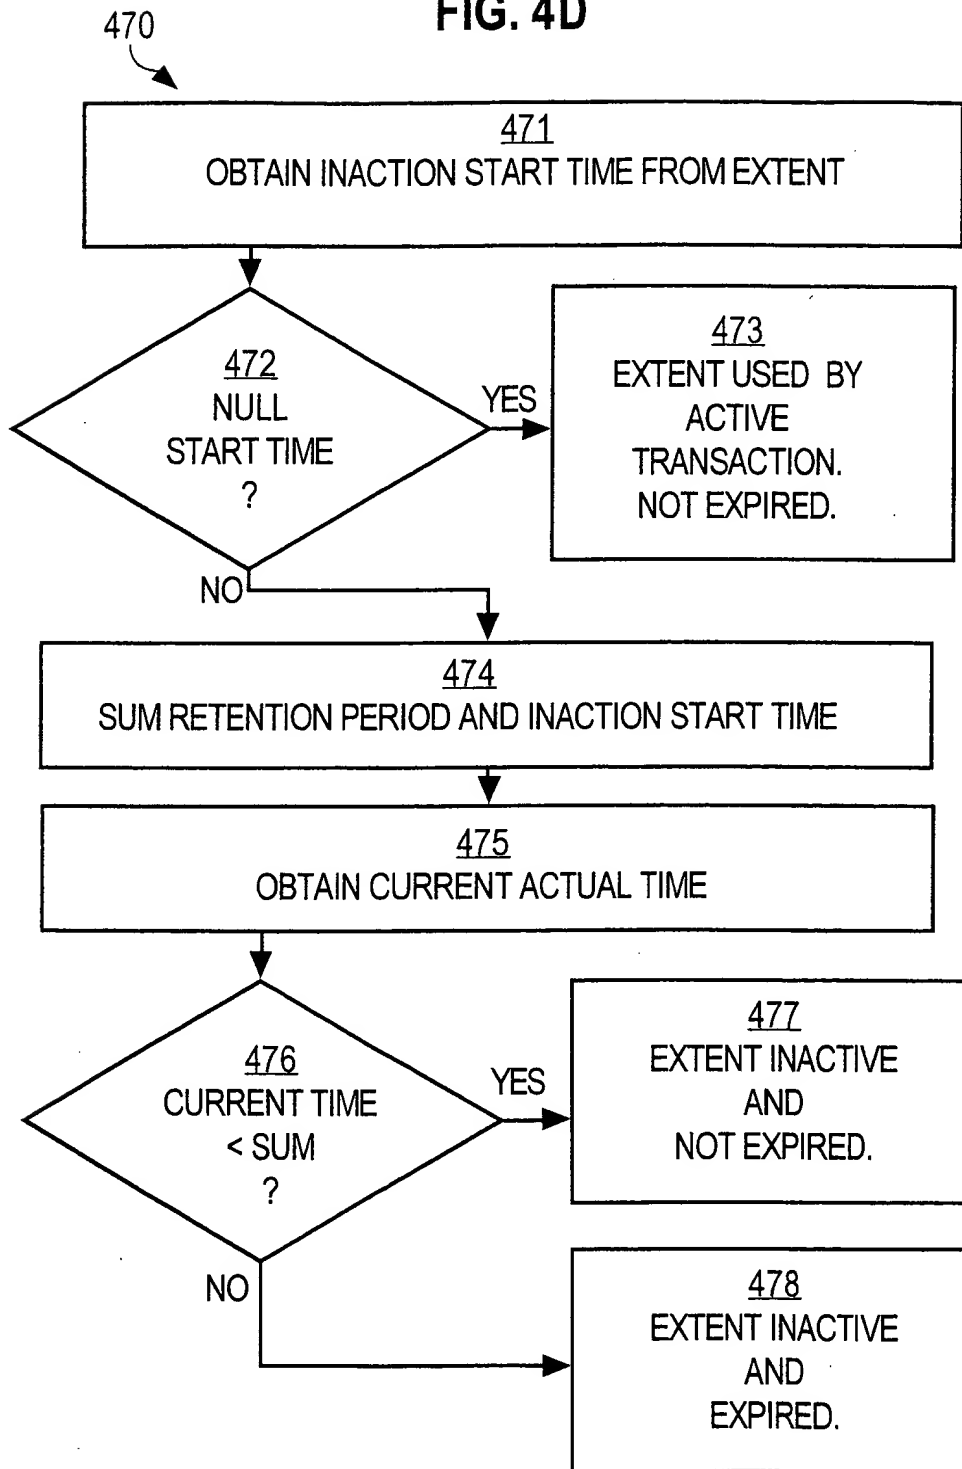 FIG. 4D
470
471
OBTAIN INACTION START TIME FROM EXTENT
472
NULL
START TIME
?
YES
473
EXTENT USED BY
ACTIVE
TRANSACTION.
NOT EXPIRED.
NO
474
SUM RETENTION PERIOD AND INACTION START TIME
475
OBTAIN CURRENT ACTUAL TIME
476
CURRENT TIME
< SUM
?
YES
477
EXTENT INACTIVE
AND
NOT EXPIRED.
NO
478
EXTENT INACTIVE
AND
EXPIRED.